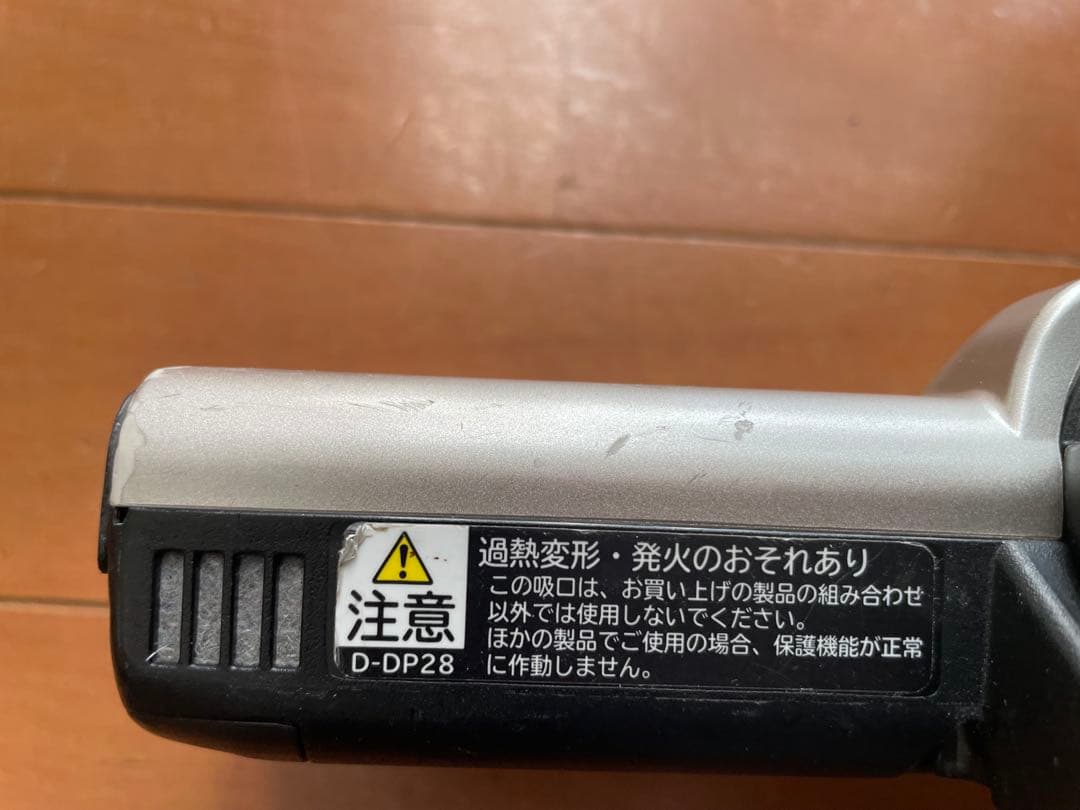 注意
D-DP28
過熱変形・発火のおそれあり
この吸口は、お買い上げの製品の組み合わせ
以外では使用しないでください。
ほかの製品でご使用の場合、保護機能が正常
に作動しません。